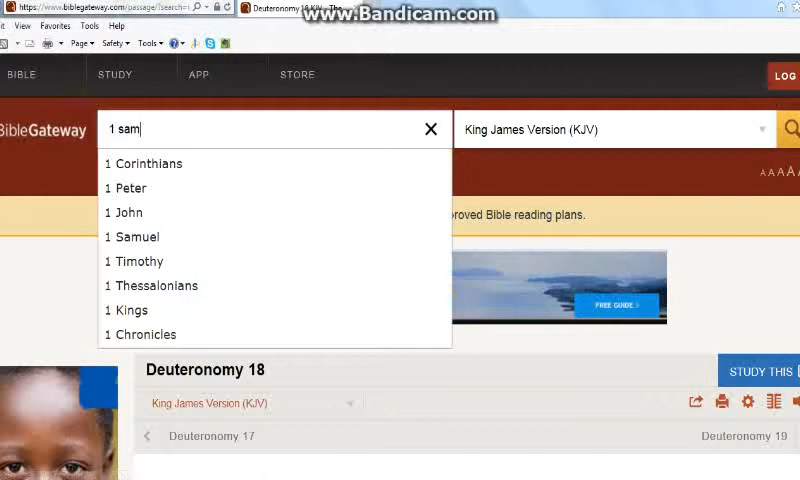 www.Bandicam.com
https://www.biblegateway.com/passage/?search=
Deuteronomy 18 KJV - The
it View Favorites Tools Help
Page Safety Tools
BIBLE STUDY APP STORE LOG
BibleGateway 1 sam King James Version (KJV)
A A A A
1 Corinthians
1 Peter
1 John
1 Samuel
1 Timothy
1 Thessalonians
1 Kings
1 Chronicles
proved Bible reading plans.
FREE GUIDE
Deuteronomy 18
STUDY THIS
King James Version (KJV)
Deuteronomy 17 Deuteronomy 19